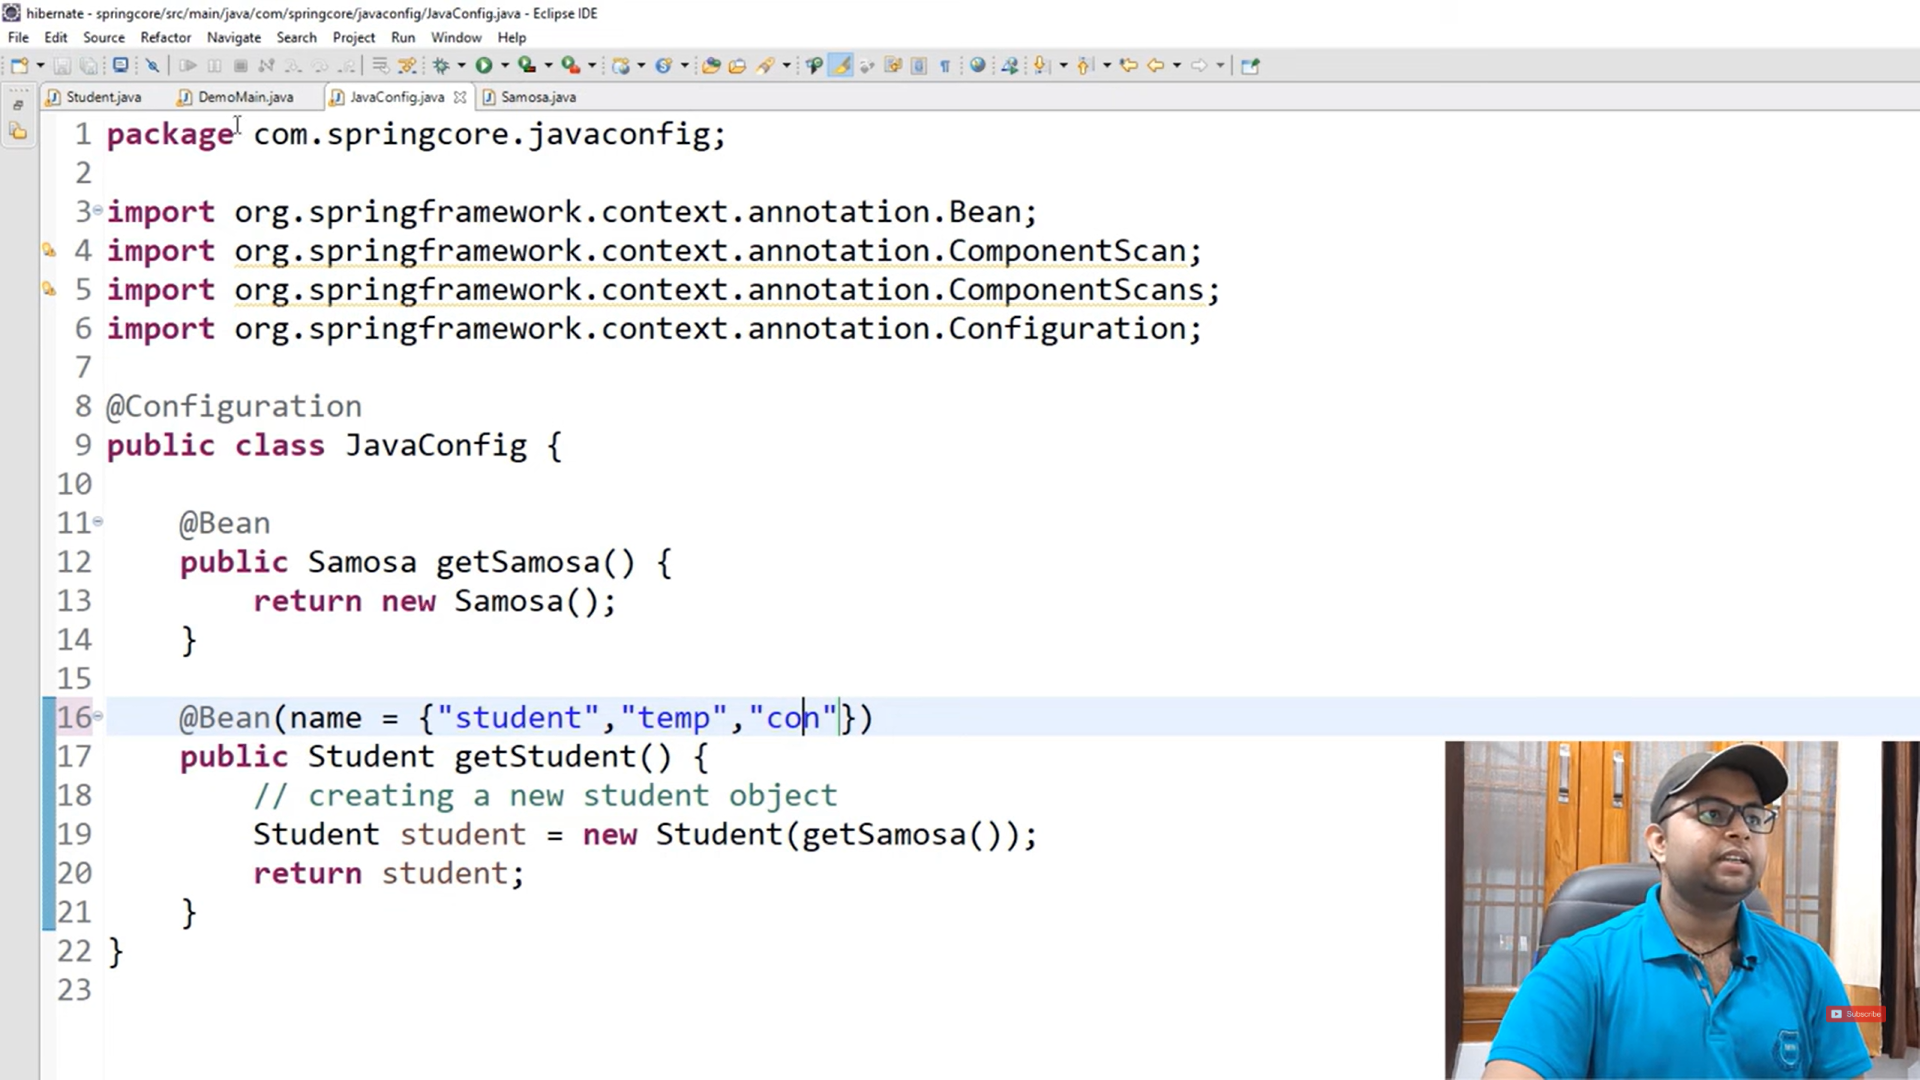 hibernate - springcore/src/main/java/com/springcore/javaconfig/JavaConfig.java - Eclipse IDE
File Edit Source Refactor Navigate Search Project Run Window Help
Student.java DemoMain.java JavaConfig.java Samosa.java
1 package com.springcore.javaconfig;
2
3 import org.springframework.context.annotation.Bean;
4 import org.springframework.context.annotation.ComponentScan;
5 import org.springframework.context.annotation.ComponentScans;
6 import org.springframework.context.annotation.Configuration;
7
8 @Configuration
9 public class JavaConfig {
10
11 @Bean
12 public Samosa getSamosa() {
13 return new Samosa();
14 }
15
16 @Bean(name = {"student","temp","con"})
17 public Student getStudent() {
18 // creating a new student object
19 Student student = new Student(getSamosa());
20 return student;
21 }
22 }
23
Subscribe